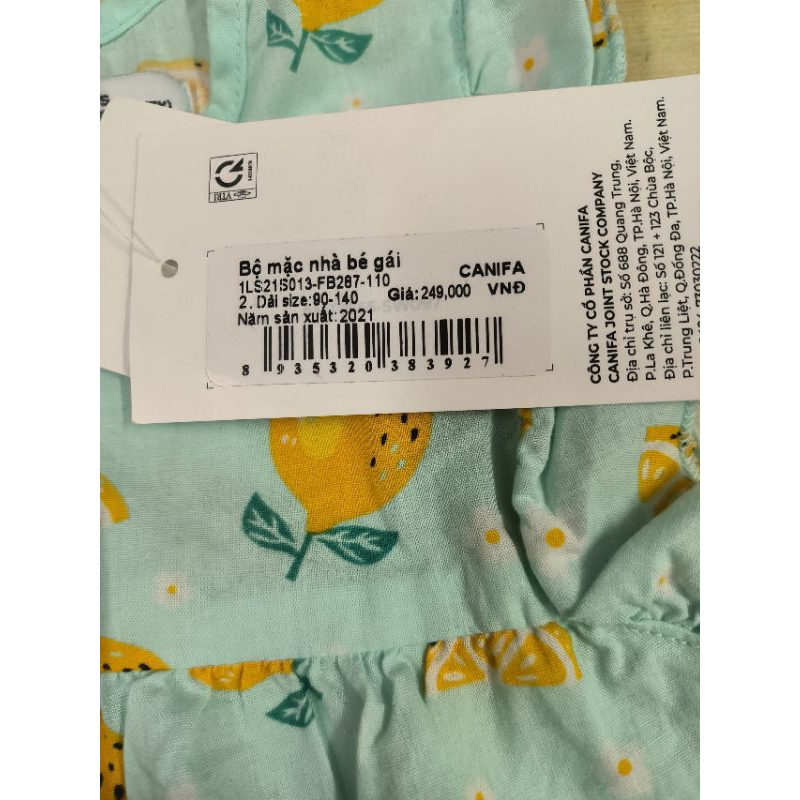 VTRI
Bộ mặc nhà bé gái
1LS21S013-FB267-110
2. Dải size:90-140
Năm sản xuất:2021
CANIFA
Giá:249,000 VNĐ
8 935320 383927
CÔNG TY CỔ PHẦN CANIFA
CANIFA JOINT STOCK COMPANY
Địa chỉ trụ sở: Số 688 Quang Trung,
P.La Khê, Q.Hà Đông, TP.Hà Nội, Việt Nam.
Địa chỉ liên lạc: Số 121 + 123 Chùa Bộc,
P.Trung Liệt, Q.Đống Đa, TP.Hà Nội, Việt Nam.